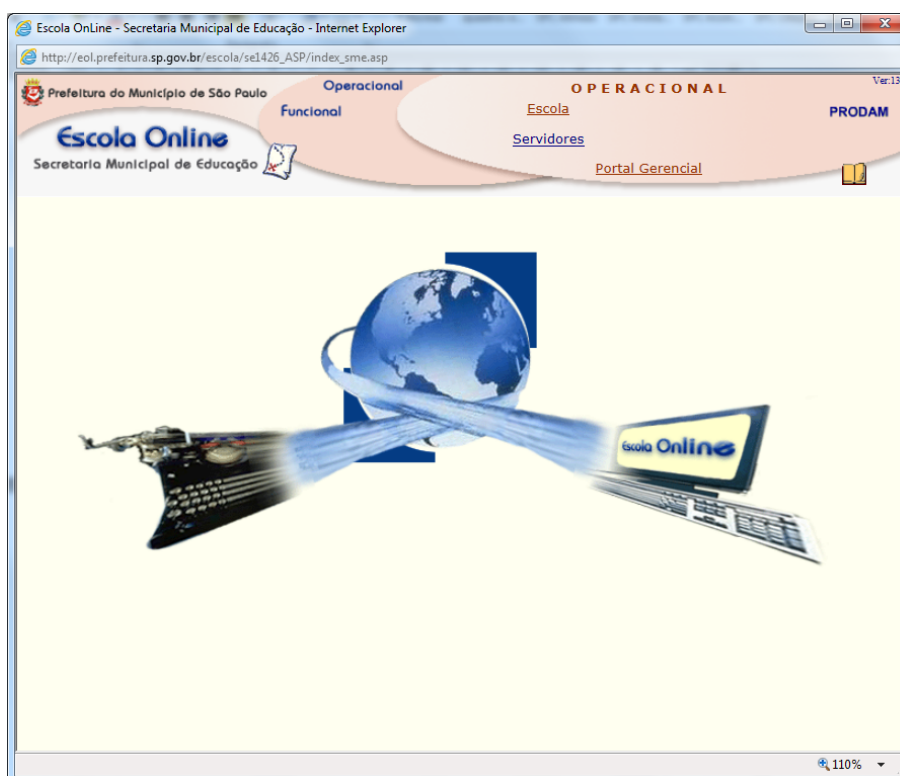 Escola OnLine - Secretaria Municipal de Educação - Internet Explorer
http://eol.prefeitura.sp.gov.br/escola/se1426_ASP/index_sme.asp
Prefeitura do Município de São Paulo
Operacional
Funcional
Escola Online
Secretaria Municipal de Educação
OPERACIONAL
Escola
Servidores
Portal Gerencial
Ver:13
PRODAM
Escola Online
110%